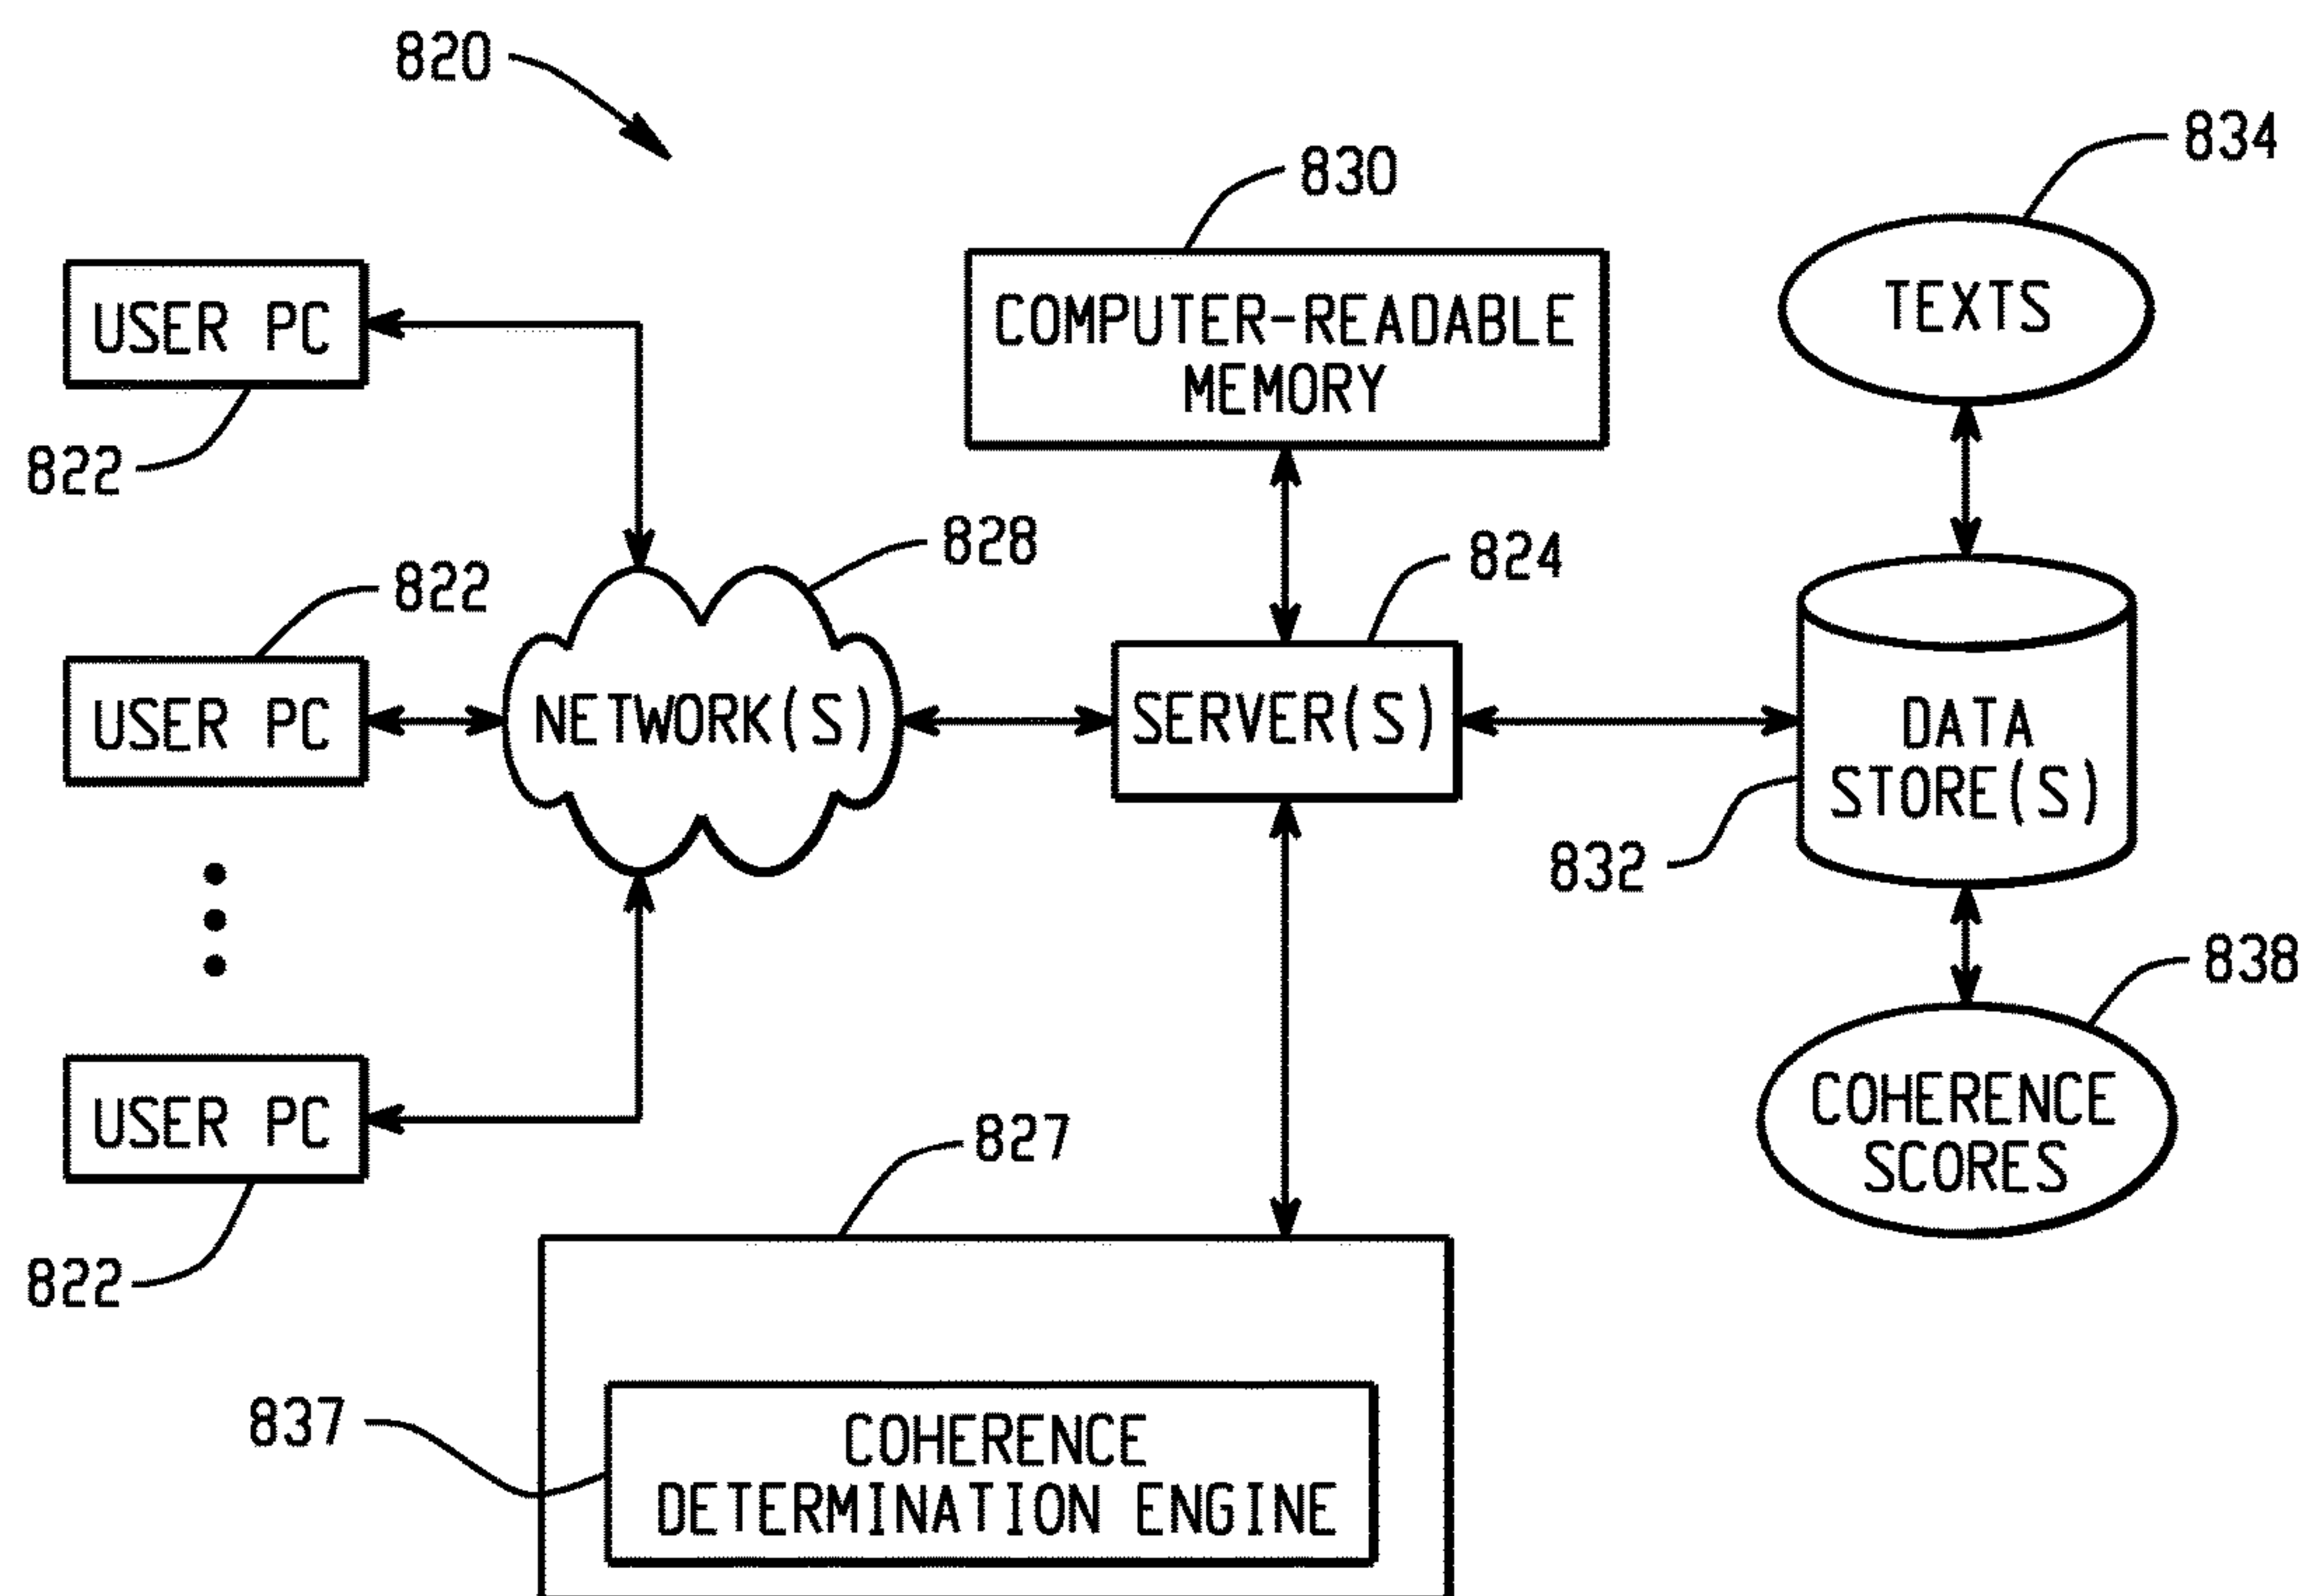 820
834
830
USER PC
COMPUTER-READABLE
MEMORY
TEXTS
822
828
824
822
USER PC
NETWORK(S)
SERVER(S)
DATA
STORE(S)
832
838
USER PC
827
COHERENCE
SCORES
822
837
COHERENCE
DETERMINATION ENGINE